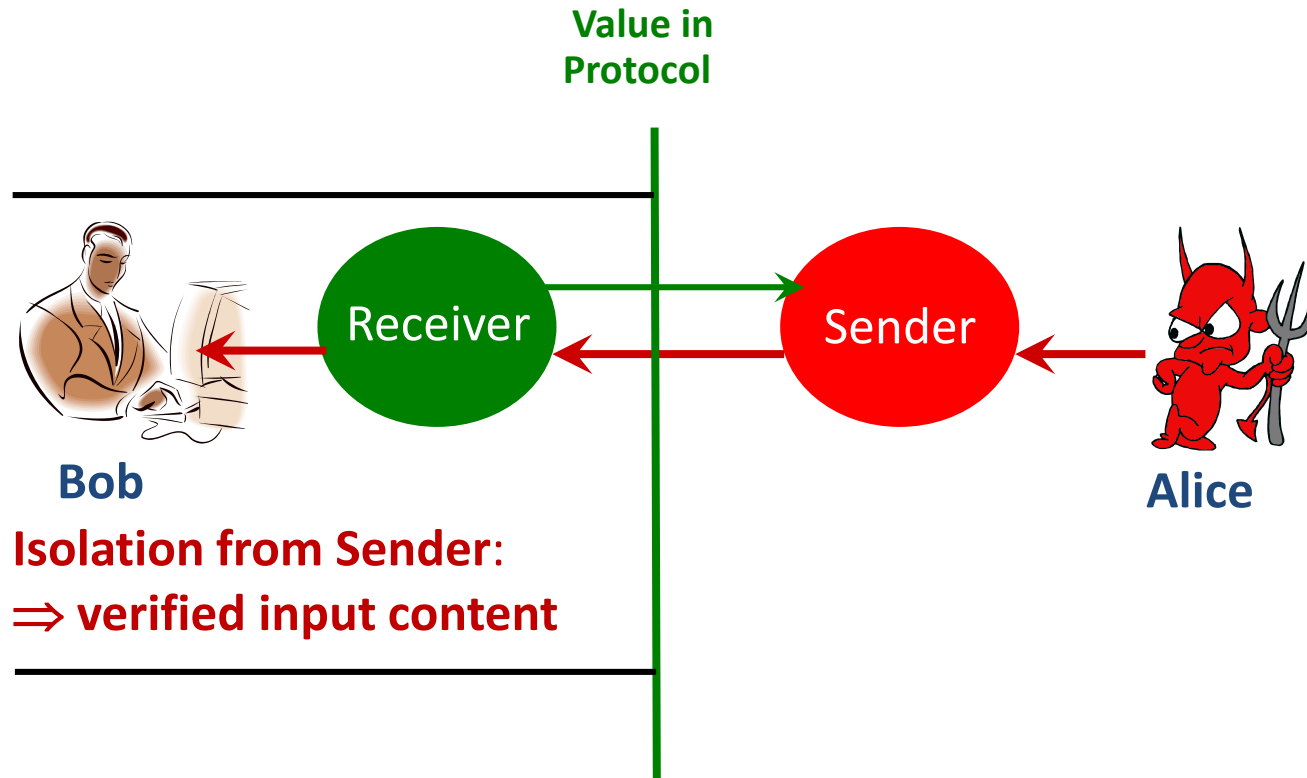 Value in
Protocol
Receiver
Sender
Bob
Alice
Isolation from Sender:
⇒ verified input content